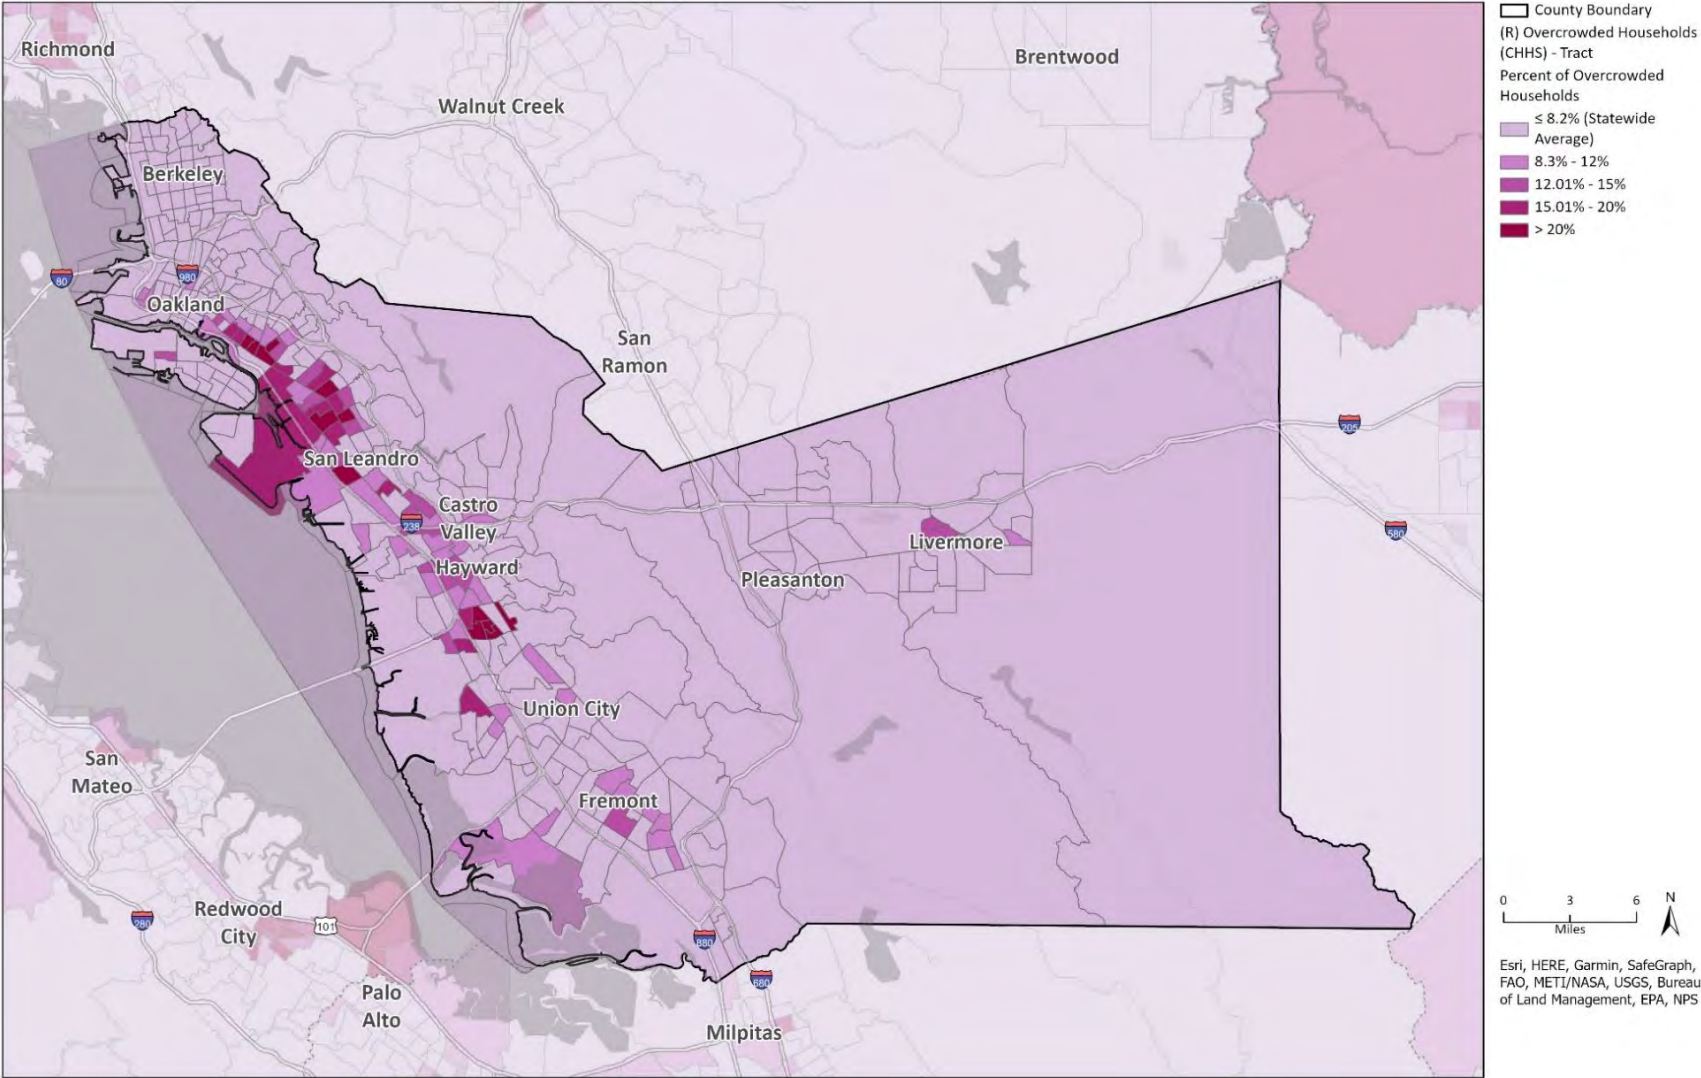 Richmond
Walnut Creek
Brentwood
Berkeley
80
980
Oakland
San
Ramon
205
San Leandro
Castro
Valley
238
Hayward
Livermore
580
Pleasanton
Union City
San
Mateo
Fremont
Redwood
City
280
101
880
680
Palo
Alto
Milpitas
County Boundary
(R) Overcrowded Households
(CHHS) - Tract
Percent of Overcrowded
Households
≤ 8.2% (Statewide
Average)
8.3% - 12%
12.01% - 15%
15.01% - 20%
> 20%
0 3 6
Miles
N
Esri, HERE, Garmin, SafeGraph,
FAO, METI/NASA, USGS, Bureau
of Land Management, EPA, NPS